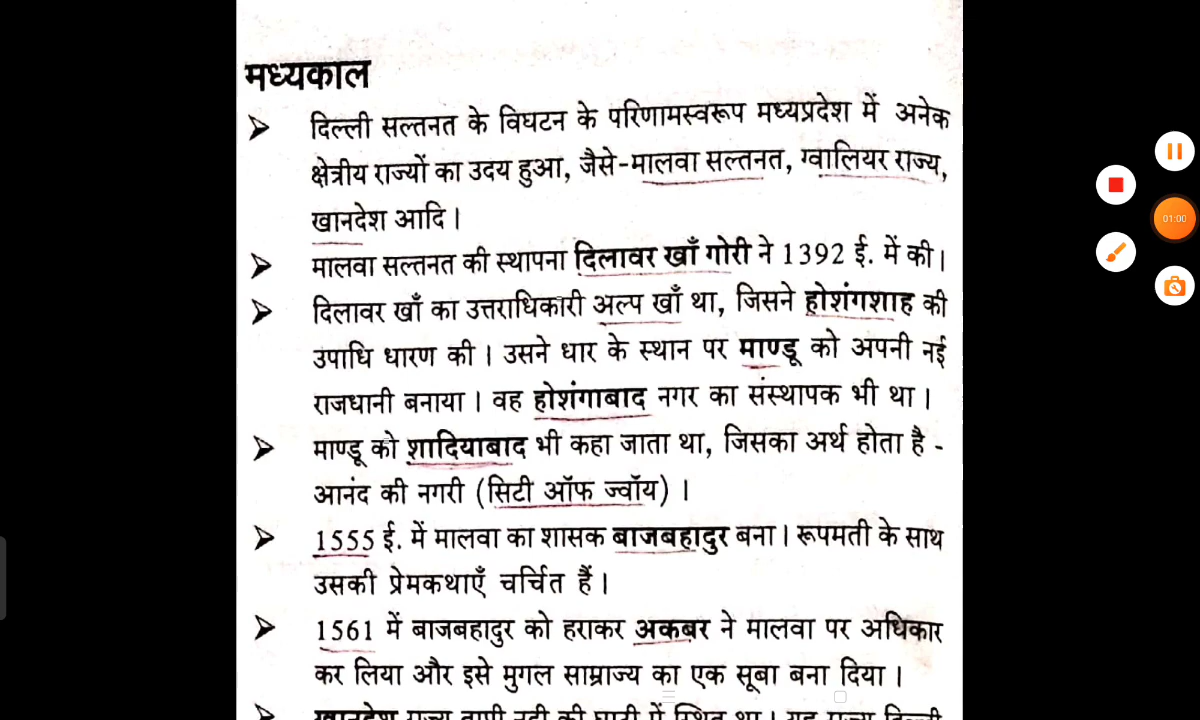 मध्यकाल
➤ दिल्ली सल्तनत के विघटन के परिणामस्वरूप मध्यप्रदेश में अनेक
क्षेत्रीय राज्यों का उदय हुआ, जैसे-मालवा सल्तनत, ग्वालियर राज्य,
खानदेश आदि।
➤ मालवा सल्तनत की स्थापना दिलावर खाँ गोरी ने 1392 ई. में की।
➤ दिलावर खाँ का उत्तराधिकारी अल्प खाँ था, जिसने होशंगशाह की
उपाधि धारण की। उसने धार के स्थान पर माण्डू को अपनी नई
राजधानी बनाया। वह होशंगाबाद नगर का संस्थापक भी था।
➤ माण्डू को शादियाबाद भी कहा जाता था, जिसका अर्थ होता है -
आनंद की नगरी (सिटी ऑफ ज्वॉय)।
➤ 1555 ई. में मालवा का शासक बाजबहादुर बना। रूपमती के साथ
उसकी प्रेमकथाएँ चर्चित हैं।
➤ 1561 में बाजबहादुर को हराकर अकबर ने मालवा पर अधिकार
कर लिया और इसे मुगल साम्राज्य का एक सूबा बना दिया।
➤ खानदेश राज्य ताप्ती नदी की घाटी में स्थित था। यह राज्य दिल्ली
01:00